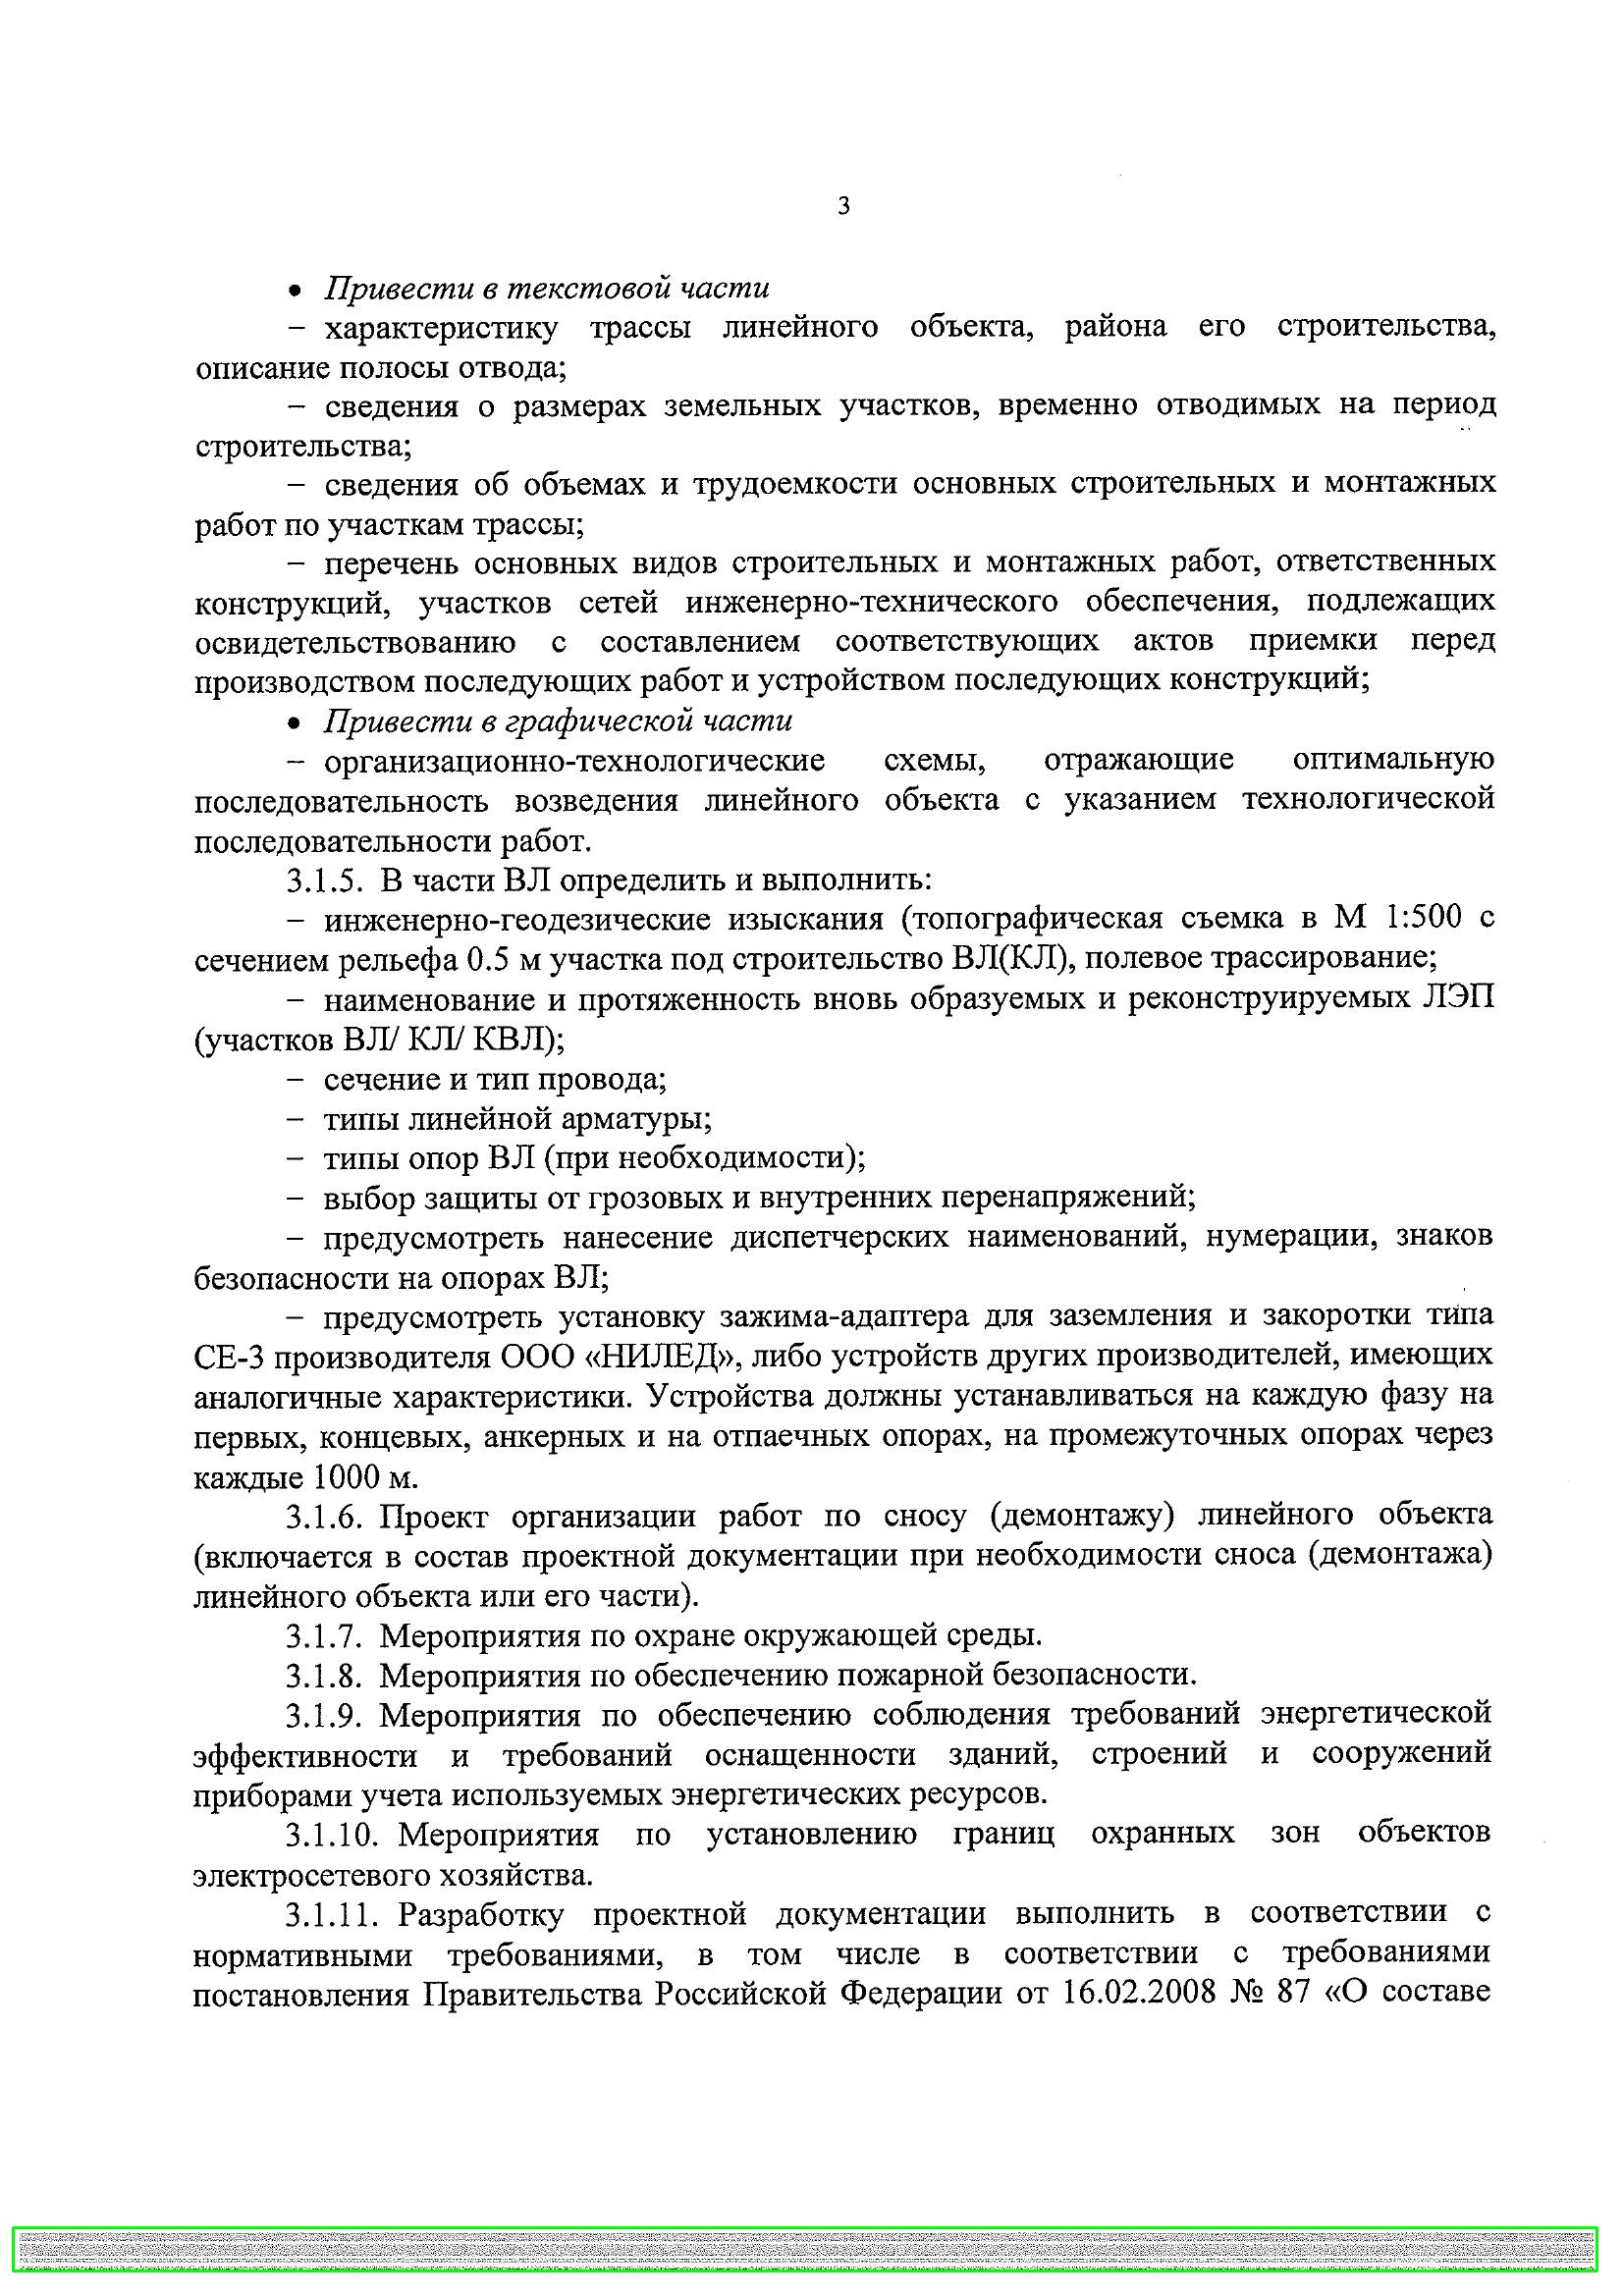 3
• Привести в текстовой части
− характеристику трассы линейного объекта, района его строительства,
описание полосы отвода;
− сведения о размерах земельных участков, временно отводимых на период
строительства;
− сведения об объемах и трудоемкости основных строительных и монтажных
работ по участкам трассы;
− перечень основных видов строительных и монтажных работ, ответственных
конструкций, участков сетей инженерно-технического обеспечения, подлежащих
освидетельствованию с составлением соответствующих актов приемки перед
производством последующих работ и устройством последующих конструкций;
• Привести в графической части
− организационно-технологические схемы, отражающие оптимальную
последовательность возведения линейного объекта с указанием технологической
последовательности работ.
3.1.5. В части ВЛ определить и выполнить:
− инженерно-геодезические изыскания (топографическая съемка в М 1:500 с
сечением рельефа 0.5 м участка под строительство ВЛ(КЛ), полевое трассирование;
− наименование и протяженность вновь образуемых и реконструируемых ЛЭП
(участков ВЛ/ КЛ/ КВЛ);
− сечение и тип провода;
− типы линейной арматуры;
− типы опор ВЛ (при необходимости);
− выбор защиты от грозовых и внутренних перенапряжений;
− предусмотреть нанесение диспетчерских наименований, нумерации, знаков
безопасности на опорах ВЛ;
− предусмотреть установку зажима-адаптера для заземления и закоротки типа
СЕ-3 производителя ООО «НИЛЕД», либо устройств других производителей, имеющих
аналогичные характеристики. Устройства должны устанавливаться на каждую фазу на
первых, концевых, анкерных и на отпаечных опорах, на промежуточных опорах через
каждые 1000 м.
3.1.6. Проект организации работ по сносу (демонтажу) линейного объекта
(включается в состав проектной документации при необходимости сноса (демонтажа)
линейного объекта или его части).
3.1.7. Мероприятия по охране окружающей среды.
3.1.8. Мероприятия по обеспечению пожарной безопасности.
3.1.9. Мероприятия по обеспечению соблюдения требований энергетической
эффективности и требований оснащенности зданий, строений и сооружений
приборами учета используемых энергетических ресурсов.
3.1.10. Мероприятия по установлению границ охранных зон объектов
электросетевого хозяйства.
3.1.11. Разработку проектной документации выполнить в соответствии с
нормативными требованиями, в том числе в соответствии с требованиями
постановления Правительства Российской Федерации от 16.02.2008 № 87 «О составе